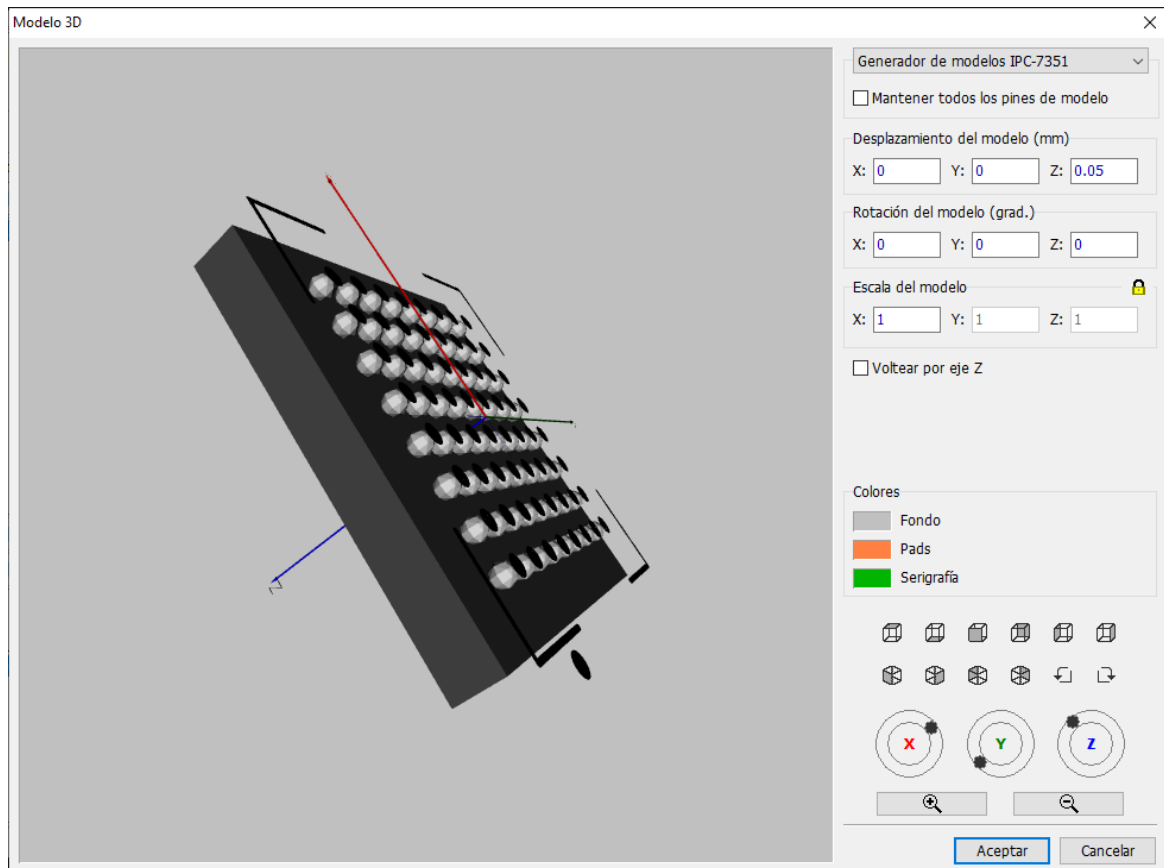 Modelo 3D
Generador de modelos IPC-7351
Mantener todos los pines de modelo
Desplazamiento del modelo (mm)
X: 0 Y: 0 Z: 0.05
Rotación del modelo (grad.)
X: 0 Y: 0 Z: 0
Escala del modelo
X: 1 Y: 1 Z: 1
Voltear por eje Z
Z
Colores
Fondo
Pads
Serigrafía
X Y Z
Aceptar Cancelar